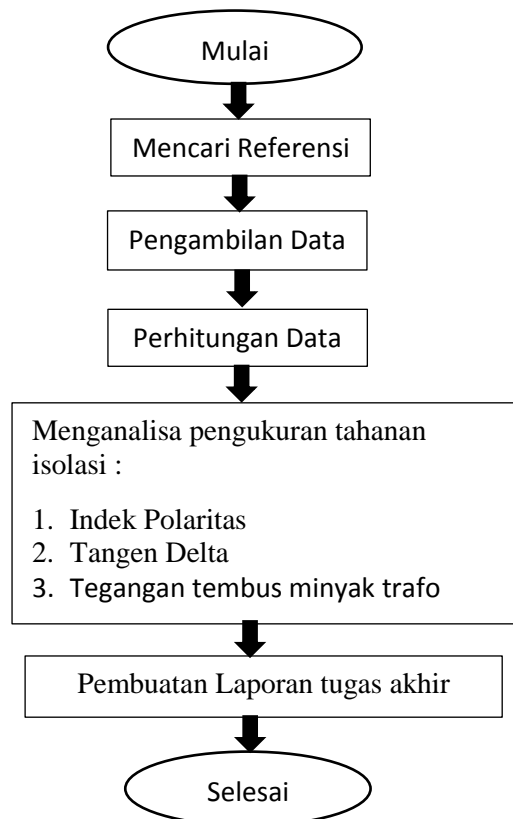 Mulai
Mencari Referensi
Pengambilan Data
Perhitungan Data
Menganalisa pengukuran tahanan
isolasi :
1. Indek Polaritas
2. Tangen Delta
3. Tegangan tembus minyak trafo
Pembuatan Laporan tugas akhir
Selesai